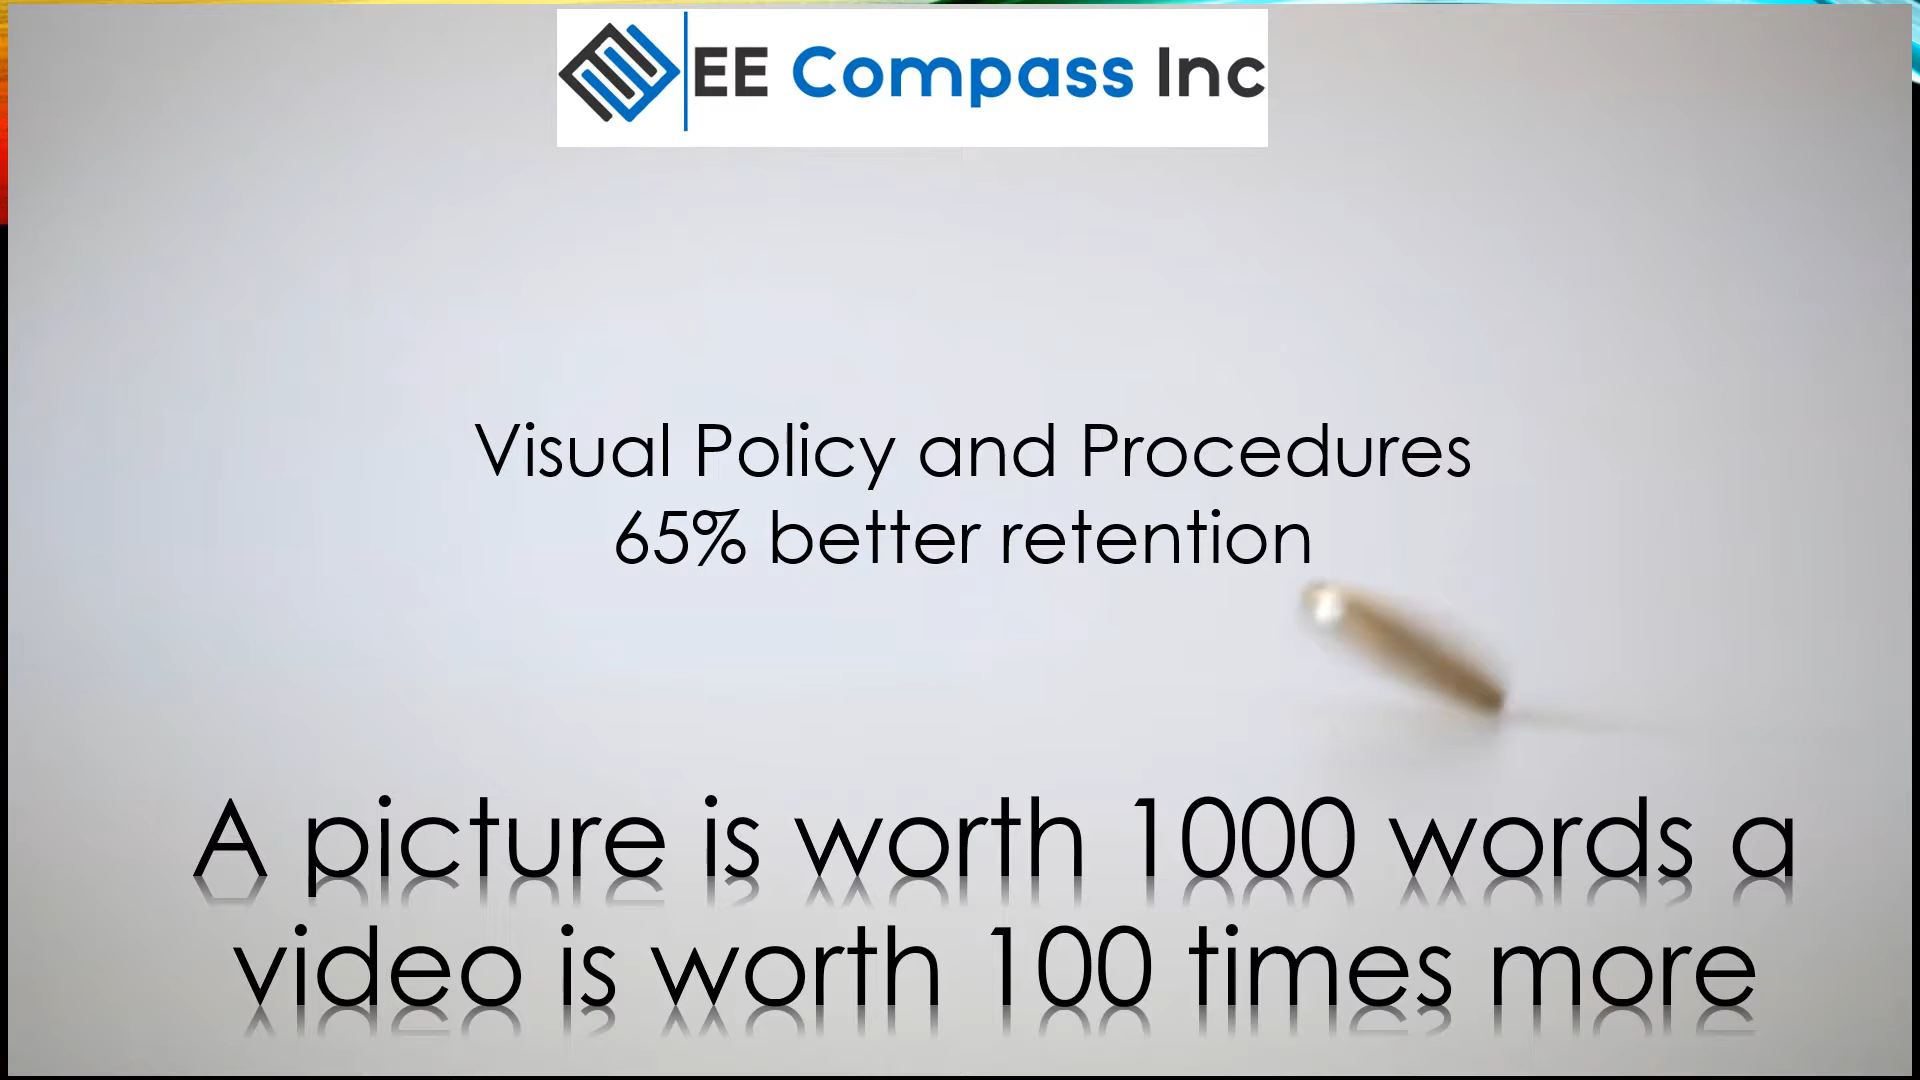 EE Compass Inc
Visual Policy and Procedures
65% better retention
A picture is worth 1000 words a
video is worth 100 times more